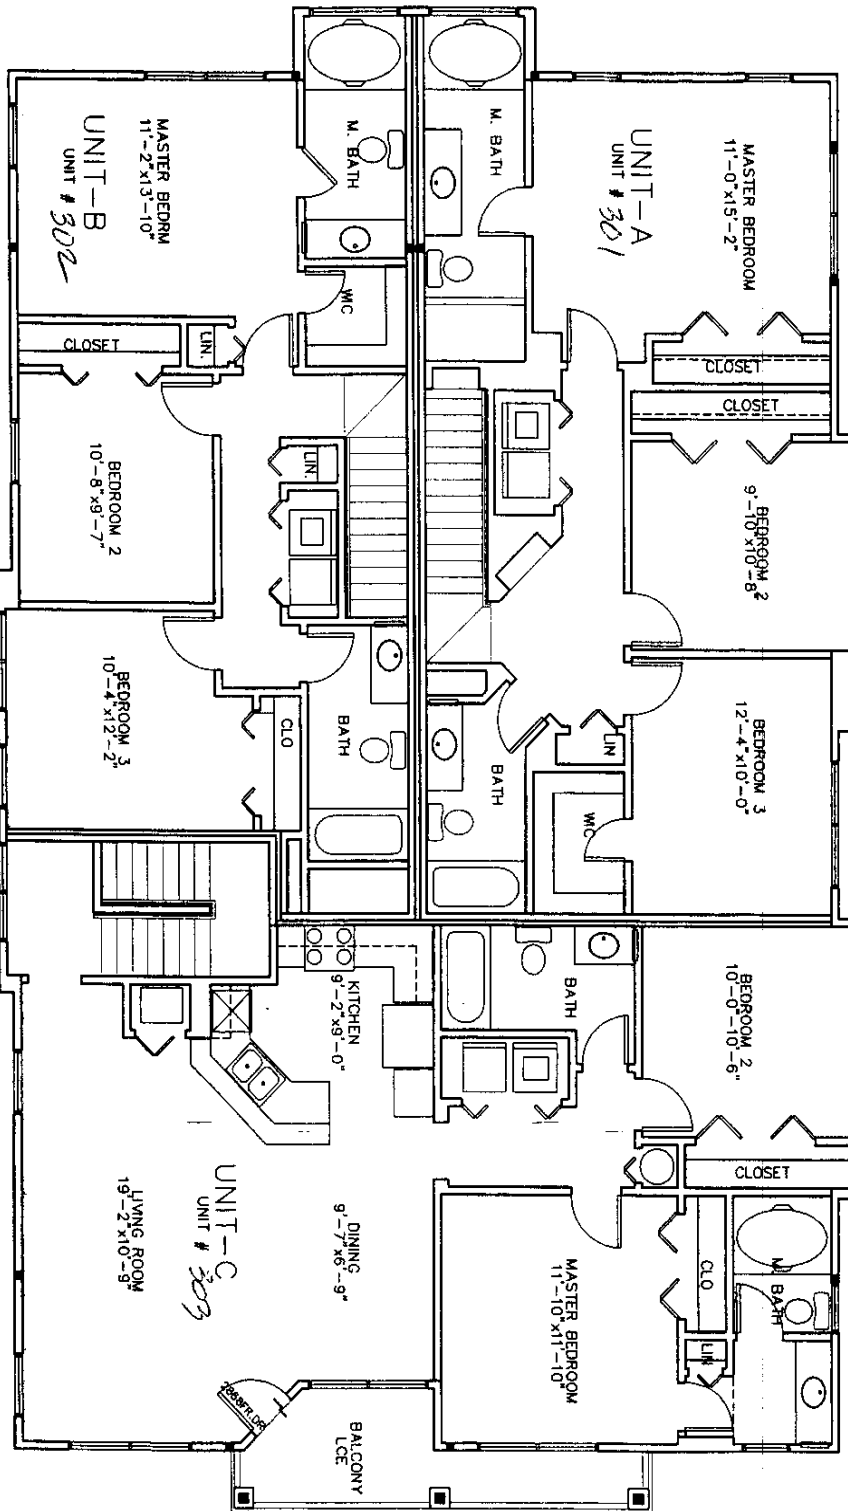 M. BATH
M. BATH
MASTER BEDRM
11'-2"x13'-10"
UNIT-B
UNIT # 302
MASTER BEDROOM
11'-0"x15'-2"
UNIT-A
UNIT # 301
WIC
CLOSET
LIN.
CLOSET
CLOSET
BEDROOM 2
10'-8"x9'-7"
LIN.
BEDROOM 2
9'-10"x10'-8"
BEDROOM 3
10'-4"x12'-2"
CLO
BATH
BATH
LIN
BEDROOM 3
12'-4"x10'-0"
WIC
KITCHEN
9'-2"x9'-0"
BATH
BEDROOM 2
10'-0"-10'-6"
CLOSET
UNIT-C
UNIT # 303
LIVING ROOM
19'-2"x10'-9"
DINING
9'-7"x6'-9"
MASTER BEDROOM
11'-10"x11'-10"
CLO
M. BATH
LIN
2868FR.DR
BALCONY
LCE